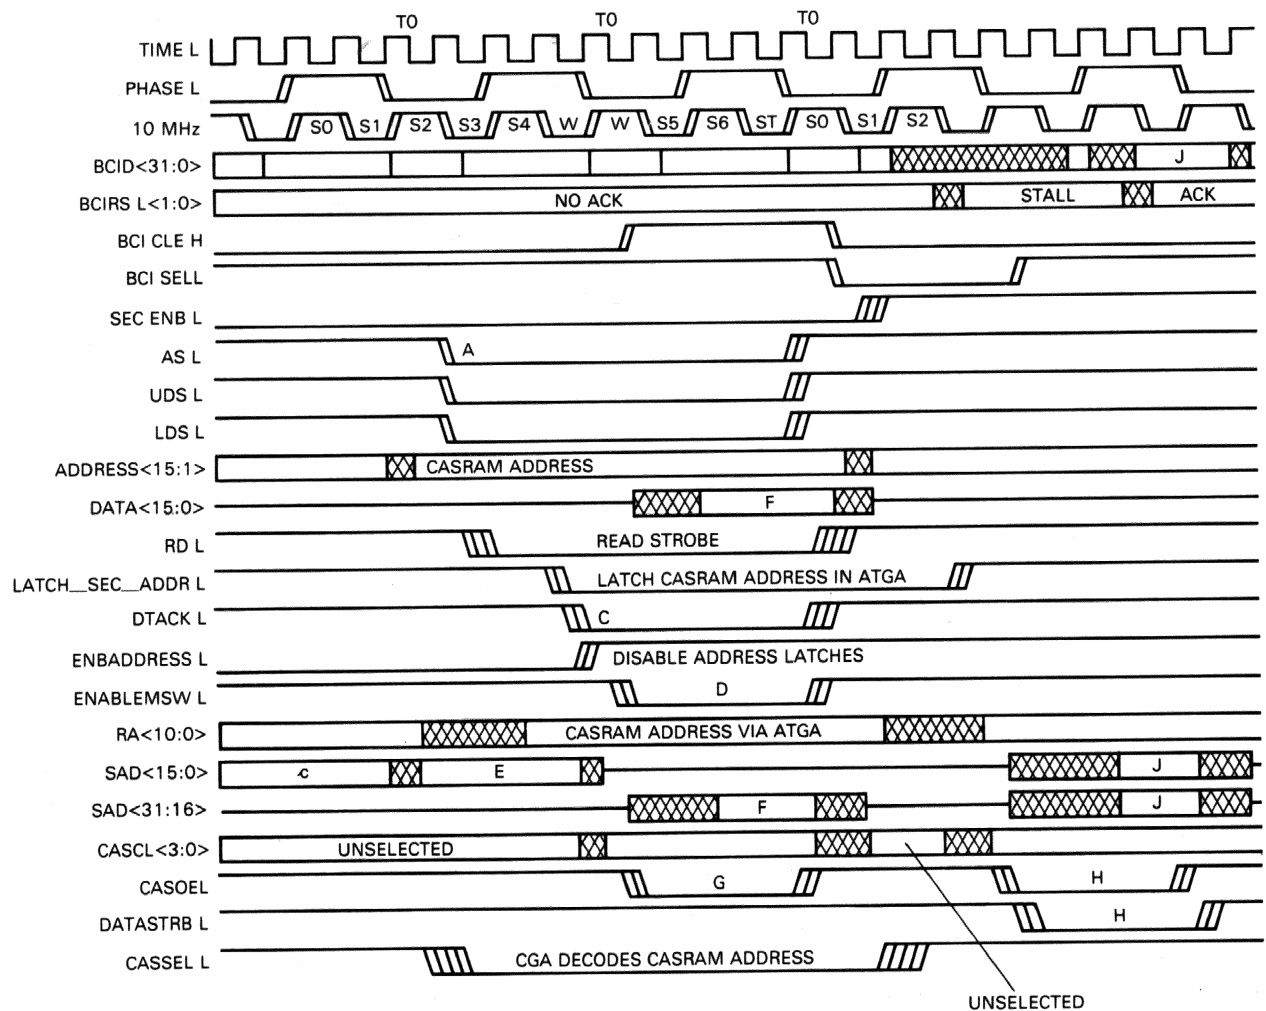 TO TO TO
TIME L
PHASE L
10 MHz S0 S1 S2 S3 S4 W W S5 S6 ST S0 S1 S2
BCID<31:0> J
BCIRS L<1:0> NO ACK STALL ACK
BCI CLE H
BCI SELL
SEC ENB L
AS L A
UDS L
LDS L
ADDRESS<15:1> CASRAM ADDRESS
DATA<15:0> F
RD L READ STROBE
LATCH__SEC__ADDR L LATCH CASRAM ADDRESS IN ATGA
DTACK L C
ENBADDRESS L DISABLE ADDRESS LATCHES
ENABLEMSW L D
RA<10:0> CASRAM ADDRESS VIA ATGA
SAD<15:0> E J
SAD<31:16> F J
CASCL<3:0> UNSELECTED
CASOEL G H
DATASTRB L H
CASSEL L CGA DECODES CASRAM ADDRESS
UNSELECTED